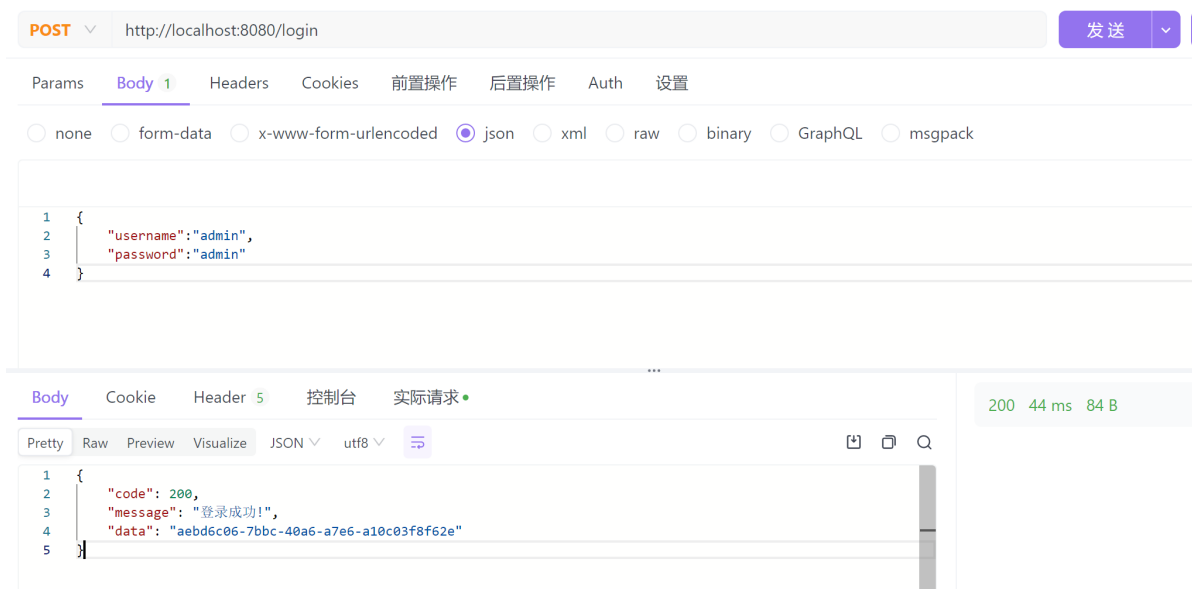 POST http://localhost:8080/login 发 送
Params Body 1 Headers Cookies 前置操作 后置操作 Auth 设置
none form-data x-www-form-urlencoded json xml raw binary GraphQL msgpack
1 {
2 "username":"admin",
3 "password":"admin"
4 }
Body Cookie Header 5 控制台 实际请求
200 44 ms 84 B
Pretty Raw Preview Visualize JSON utf8
1 {
2 "code": 200,
3 "message": "登录成功!",
4 "data": "aebd6c06-7bbc-40a6-a7e6-a10c03f8f62e"
5 }